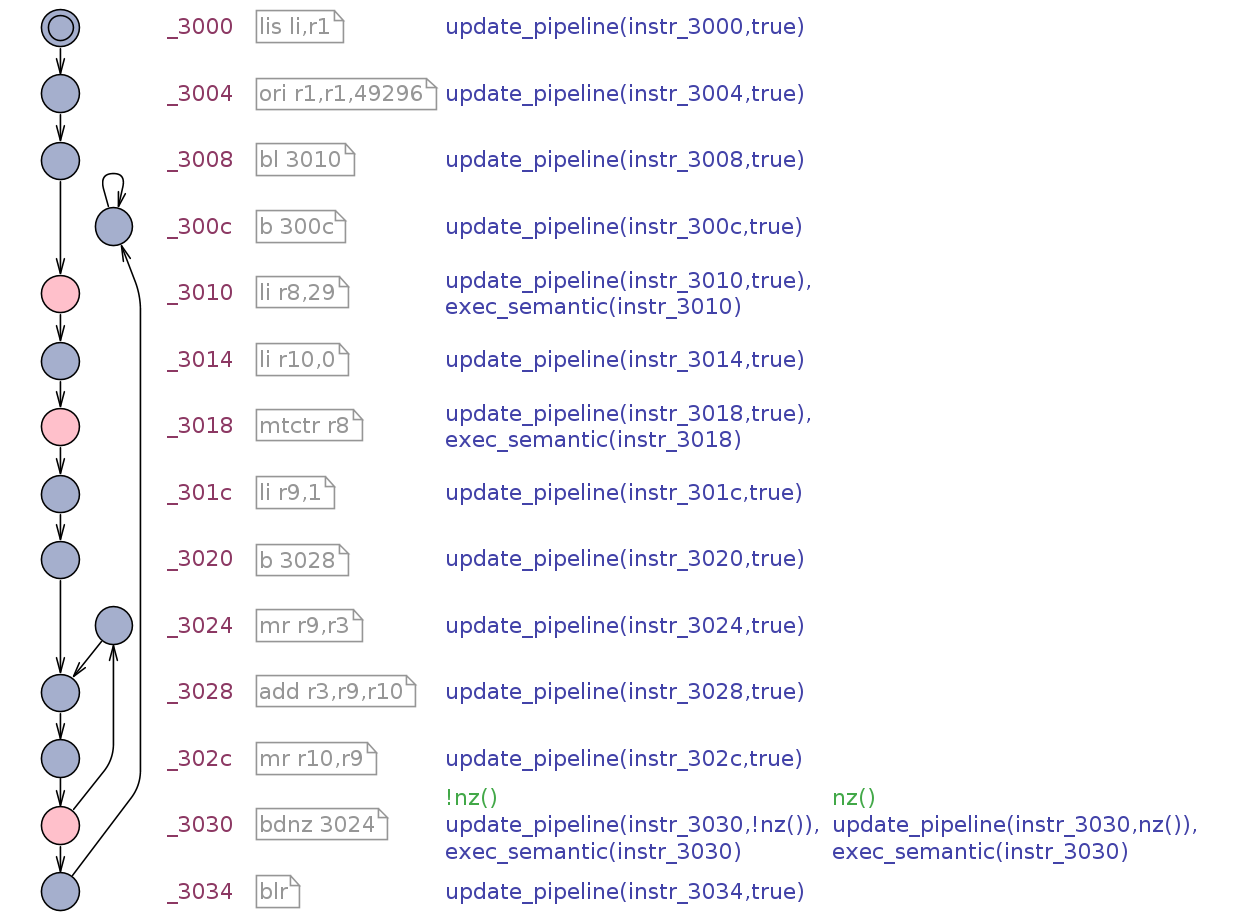 _3000 lis li,r1 update_pipeline(instr_3000,true)
_3004 ori r1,r1,49296 update_pipeline(instr_3004,true)
_3008 bl 3010 update_pipeline(instr_3008,true)
_300c b 300c update_pipeline(instr_300c,true)
_3010 li r8,29 update_pipeline(instr_3010,true),
exec_semantic(instr_3010)
_3014 li r10,0 update_pipeline(instr_3014,true)
_3018 mtctr r8 update_pipeline(instr_3018,true),
exec_semantic(instr_3018)
_301c li r9,1 update_pipeline(instr_301c,true)
_3020 b 3028 update_pipeline(instr_3020,true)
_3024 mr r9,r3 update_pipeline(instr_3024,true)
_3028 add r3,r9,r10 update_pipeline(instr_3028,true)
_302c mr r10,r9 update_pipeline(instr_302c,true)
!nz() nz()
_3030 bdnz 3024 update_pipeline(instr_3030,!nz()), update_pipeline(instr_3030,nz()),
exec_semantic(instr_3030) exec_semantic(instr_3030)
_3034 blr update_pipeline(instr_3034,true)